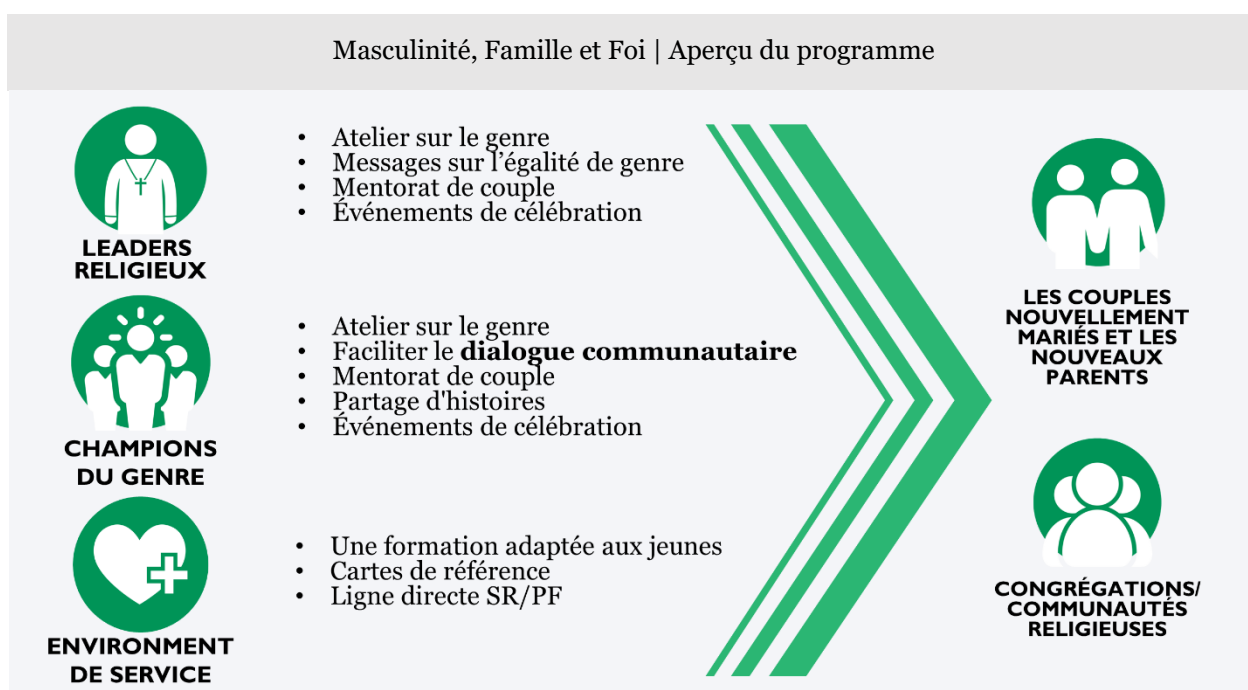 Masculinité, Famille et Foi | Aperçu du programme
LEADERS
RELIGIEUX
• Atelier sur le genre
• Messages sur l'égalité de genre
• Mentorat de couple
• Événements de célébration
CHAMPIONS
DU GENRE
• Atelier sur le genre
• Faciliter le dialogue communautaire
• Mentorat de couple
• Partage d'histoires
• Événements de célébration
ENVIRONMENT
DE SERVICE
• Une formation adaptée aux jeunes
• Cartes de référence
• Ligne directe SR/PF
LES COUPLES
NOUVELLEMENT
MARIÉS ET LES
NOUVEAUX
PARENTS
CONGRÉGATIONS/
COMMUNAUTÉS
RELIGIEUSES